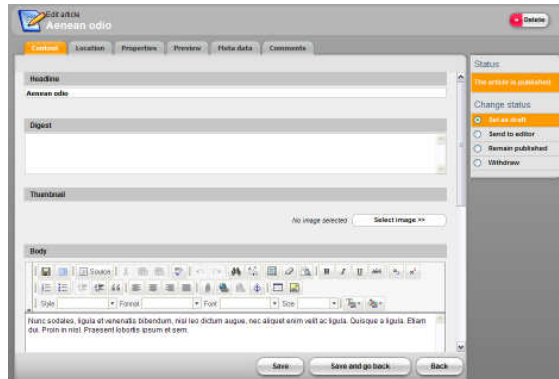 Edit article
Aenean odio
Delete
Content
Location
Properties
Preview
Meta data
Comments
Status
The article is published
Change status
Set as draft
Send to editor
Remain published
Withdraw
Headline
Aenean odio
Digest
Thumbnail
No image selected
Select image >>
Body
Source
Style
Format
Font
Size
Nunc sodales, ligula et venenatis bibendum, nisl leo dictum augue, nec aliquet enim velit ac ligula. Quisque a ligula. Etiam
dui. Proin in nisl. Praesent lobortis ipsum et sem.
Save
Save and go back
Back